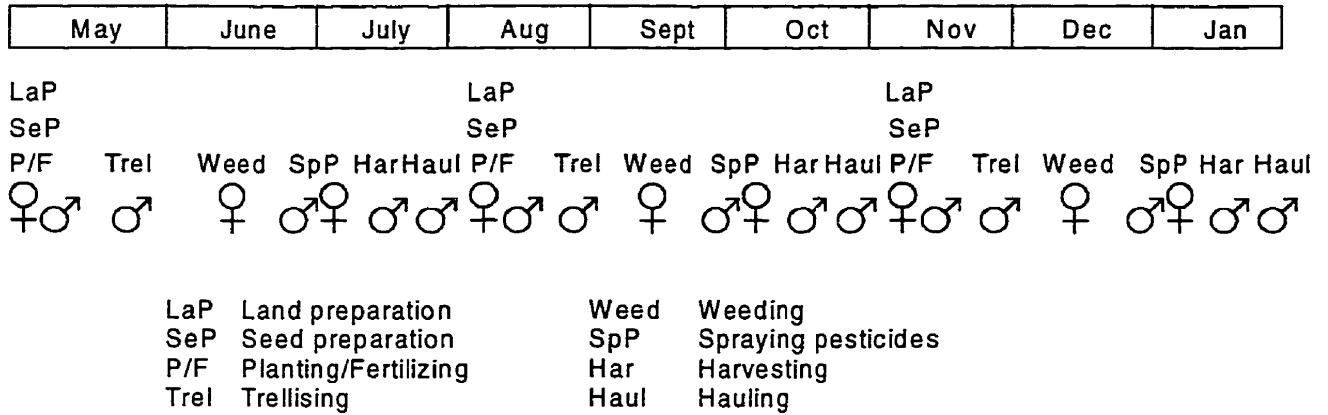 May June July Aug Sept Oct Nov Dec Jan
LaP LaP LaP
SeP SeP SeP
P/F Trel Weed SpP Har Haul P/F Trel Weed SpP Har Haul P/F Trel Weed SpP Har Haul
♀♂ ♂ ♀ ♂♀ ♂ ♂ ♀♂ ♂ ♀ ♂♀ ♂ ♂ ♀♂ ♂ ♀ ♂♀ ♂ ♂
LaP Land preparation Weed Weeding
SeP Seed preparation SpP Spraying pesticides
P/F Planting/Fertilizing Har Harvesting
Trel Trellising Haul Hauling